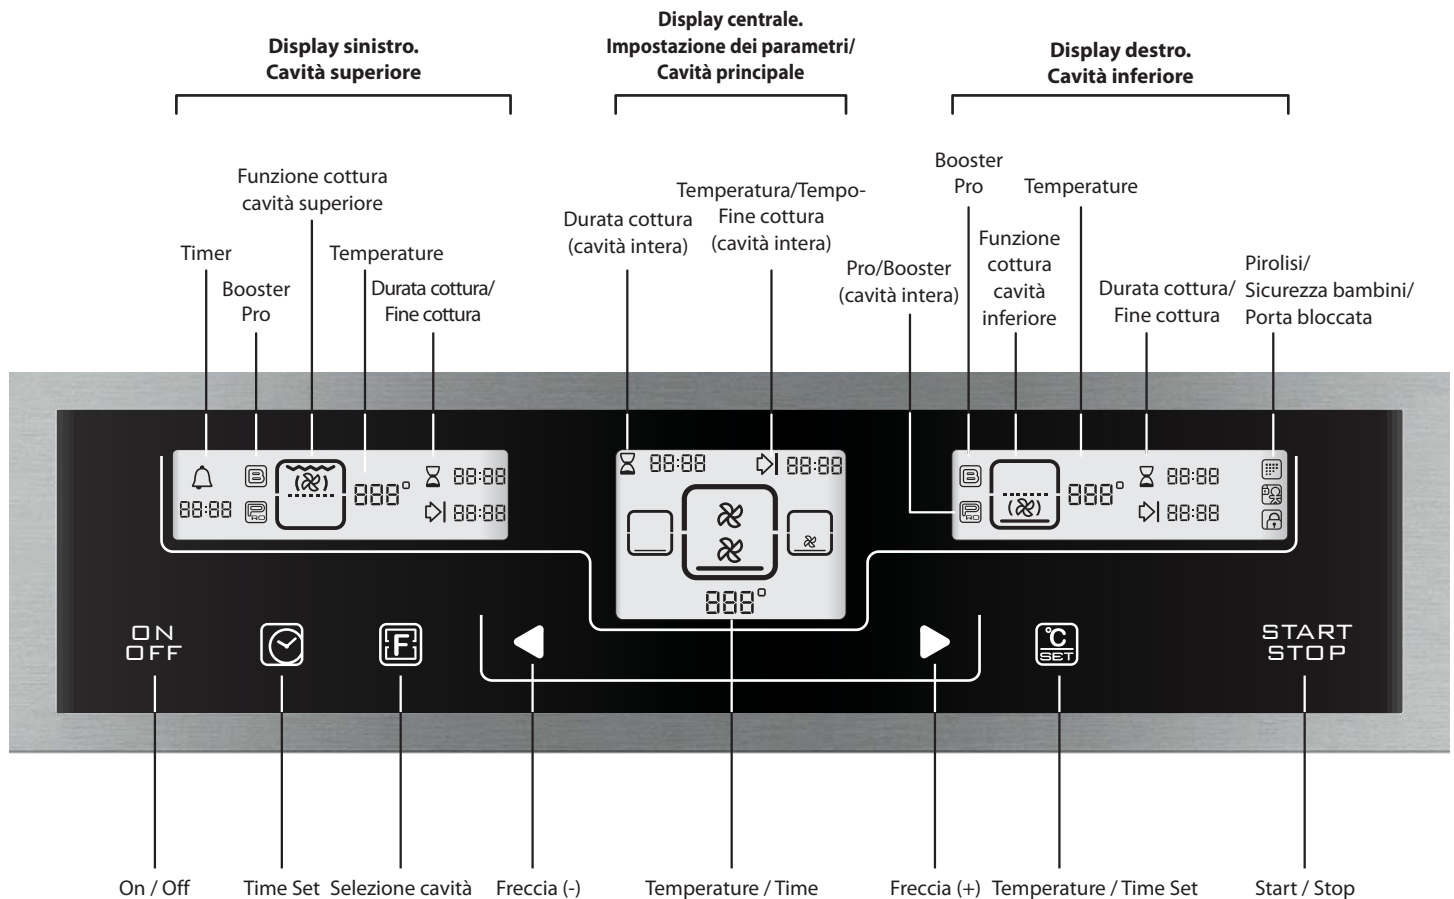 Display sinistro.
Cavità superiore
Display centrale.
Impostazione dei parametri/
Cavità principale
Display destro.
Cavità inferiore
Timer
Booster
Pro
Funzione cottura
cavità superiore
Temperature
Durata cottura/
Fine cottura
Durata cottura
(cavità intera)
Temperatura/Tempo-
Fine cottura
(cavità intera)
Pro/Booster
(cavità intera)
Booster
Pro
Funzione
cottura
cavità
inferiore
Temperature
Durata cottura/
Fine cottura
Pirolisi/
Sicurezza bambini/
Porta bloccata
88:88
B
PRO
888°
88:88
88:88
88:88
88:88
888°
B
PRO
888°
88:88
88:88
ON
OFF
F
°C
SET
START
STOP
On / Off
Time Set
Selezione cavità
Freccia (-)
Temperature / Time
Freccia (+)
Temperature / Time Set
Start / Stop